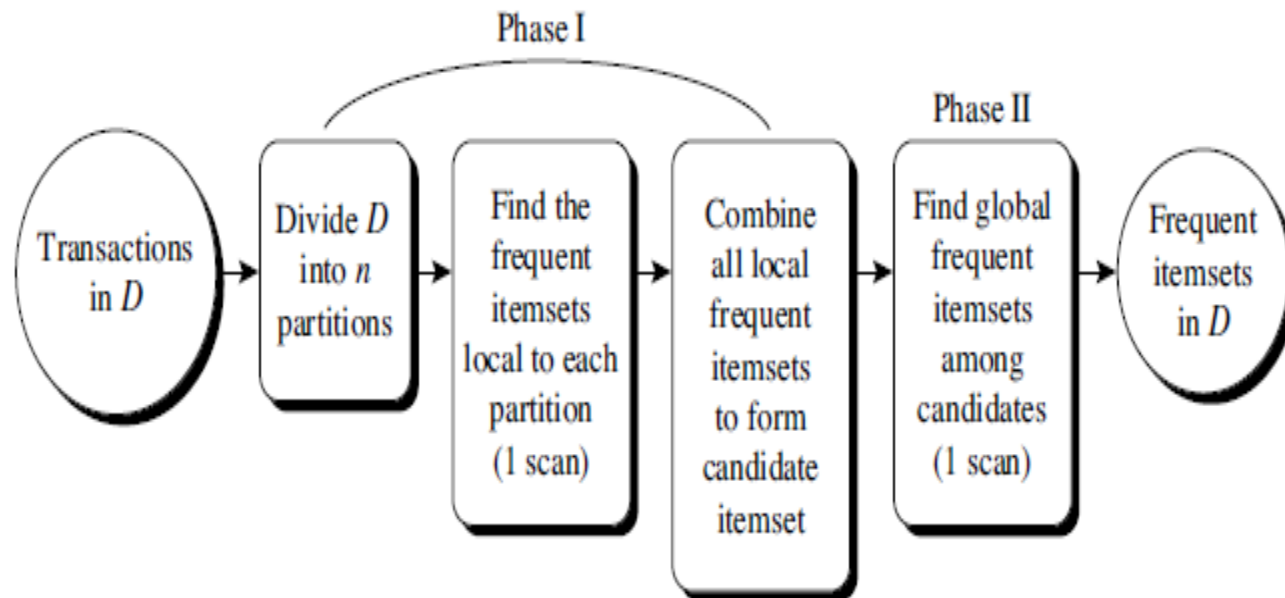 Phase I
Phase II
Transactions
in D
Divide D
into n
partitions
Find the
frequent
itemsets
local to each
partition
(1 scan)
Combine
all local
frequent
itemsets
to form
candidate
itemset
Find global
frequent
itemsets
among
candidates
(1 scan)
Frequent
itemsets
in D